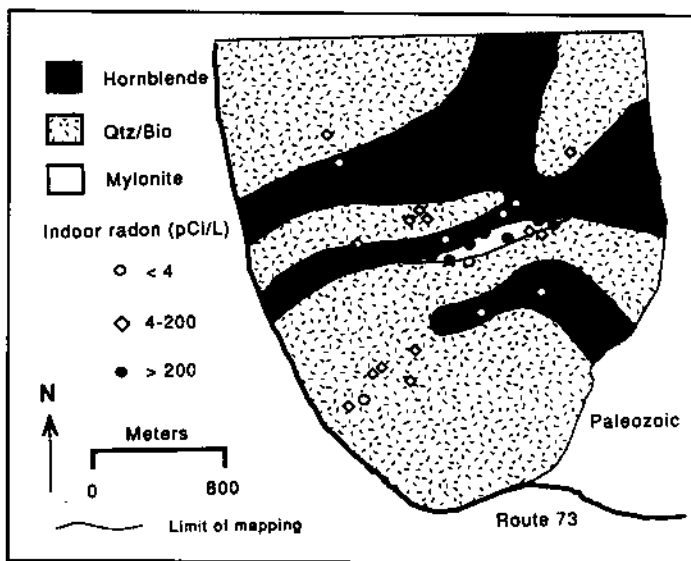 Hornblende
Qtz/Bio
Mylonite
Indoor radon (pCi/L)
< 4
4-200
> 200
N
Meters
0 600
Limit of mapping
Paleozoic
Route 73